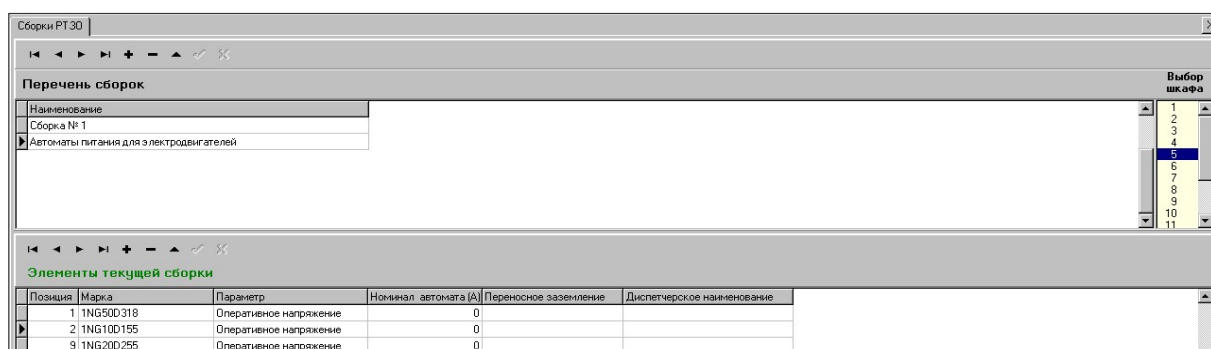 Сборки РТЗО
Перечень сборок
Выбор шкафа
Наименование
Сборка № 1
Автоматы питания для электродвигателей
1
2
3
4
5
6
7
8
9
10
11
Элементы текущей сборки
Позиция Марка Параметр Номинал автомата (А) Переносное заземление Диспетчерское наименование
1 1NG50D318 Оперативное напряжение 0
2 1NG10D155 Оперативное напряжение 0
9 1NG20D255 Оперативное напряжение 0